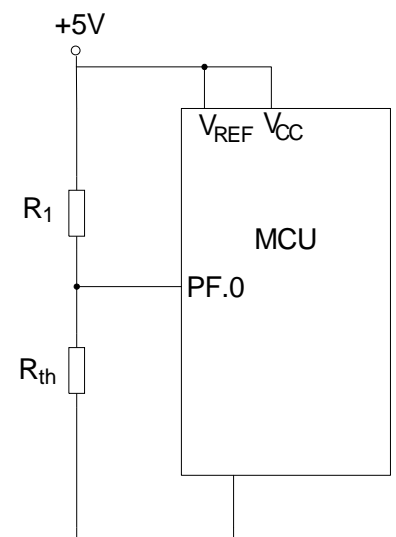 +5V
VREF VCC
R1
MCU
PF.0
Rth